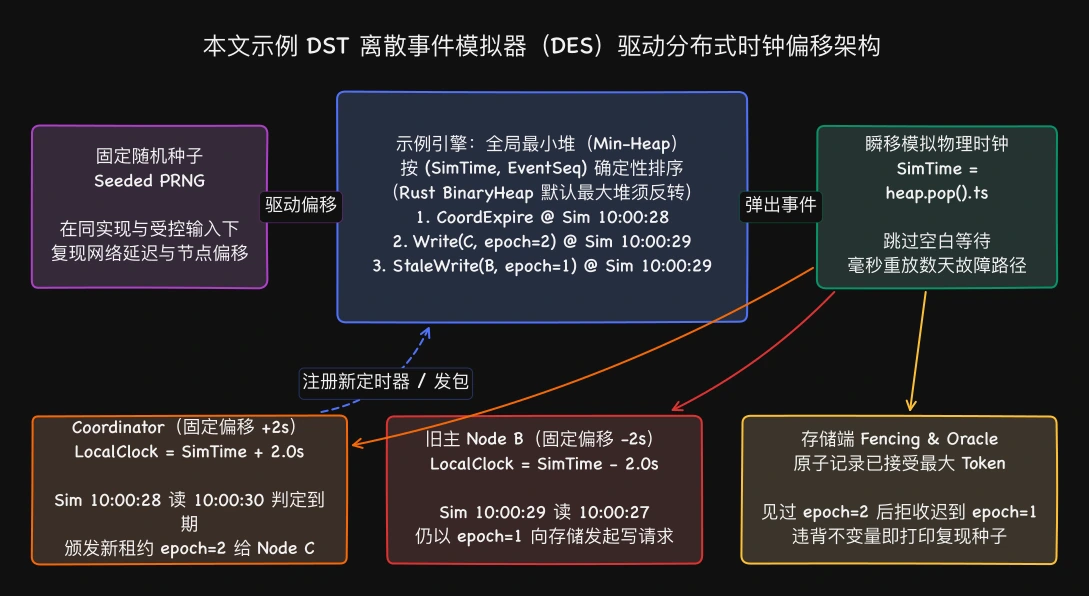 本文示例 DST 离散事件模拟器（DES）驱动分布式时钟偏移架构
固定随机种子
Seeded PRNG
在同实现与受控输入下
复现网络延迟与节点偏移
驱动偏移
示例引擎：全局最小堆（Min-Heap）
按 (SimTime, EventSeq) 确定性排序
（Rust BinaryHeap 默认最大堆须反转）
1. CoordExpire @ Sim 10:00:28
2. Write(C, epoch=2) @ Sim 10:00:29
3. StaleWrite(B, epoch=1) @ Sim 10:00:29
弹出事件
瞬移模拟物理时钟
SimTime =
heap.pop().ts
跳过空白等待
毫秒重放数天故障路径
注册新定时器 / 发包
Coordinator（固定偏移 +2s）
LocalClock = SimTime + 2.0s
Sim 10:00:28 读 10:00:30 判定到
期
颁发新租约 epoch=2 给 Node C
旧主 Node B（固定偏移 -2s）
LocalClock = SimTime - 2.0s
Sim 10:00:29 读 10:00:27
仍以 epoch=1 向存储发起写请求
存储端 Fencing & Oracle
原子记录已接受最大 Token
见过 epoch=2 后拒收迟到 epoch=1
违背不变量即打印复现种子